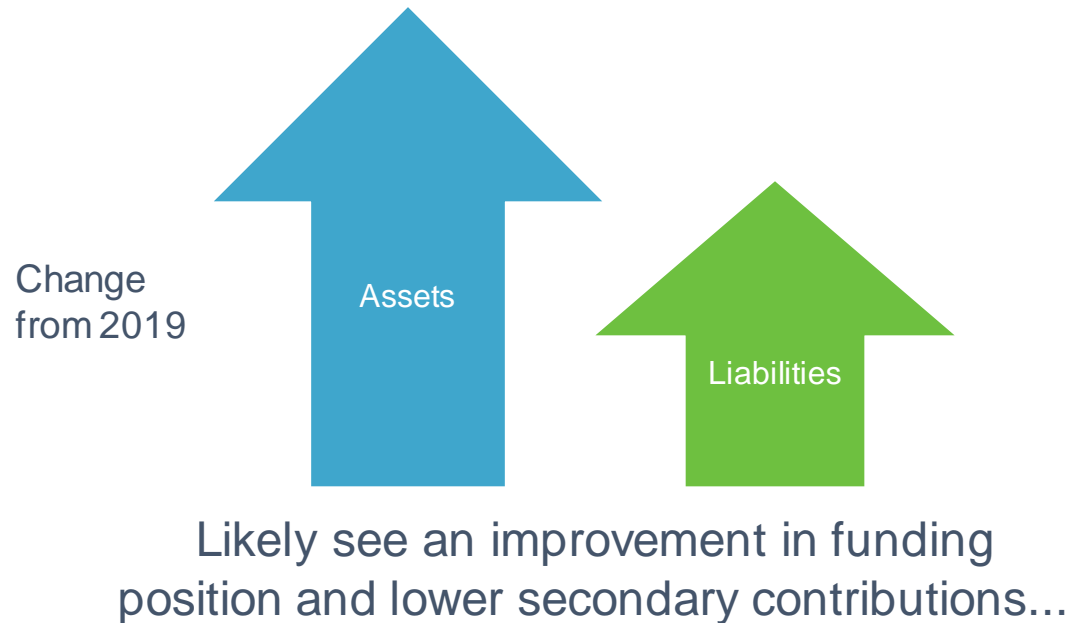 Change
from 2019
Assets
Liabilities
Likely see an improvement in funding
position and lower secondary contributions...